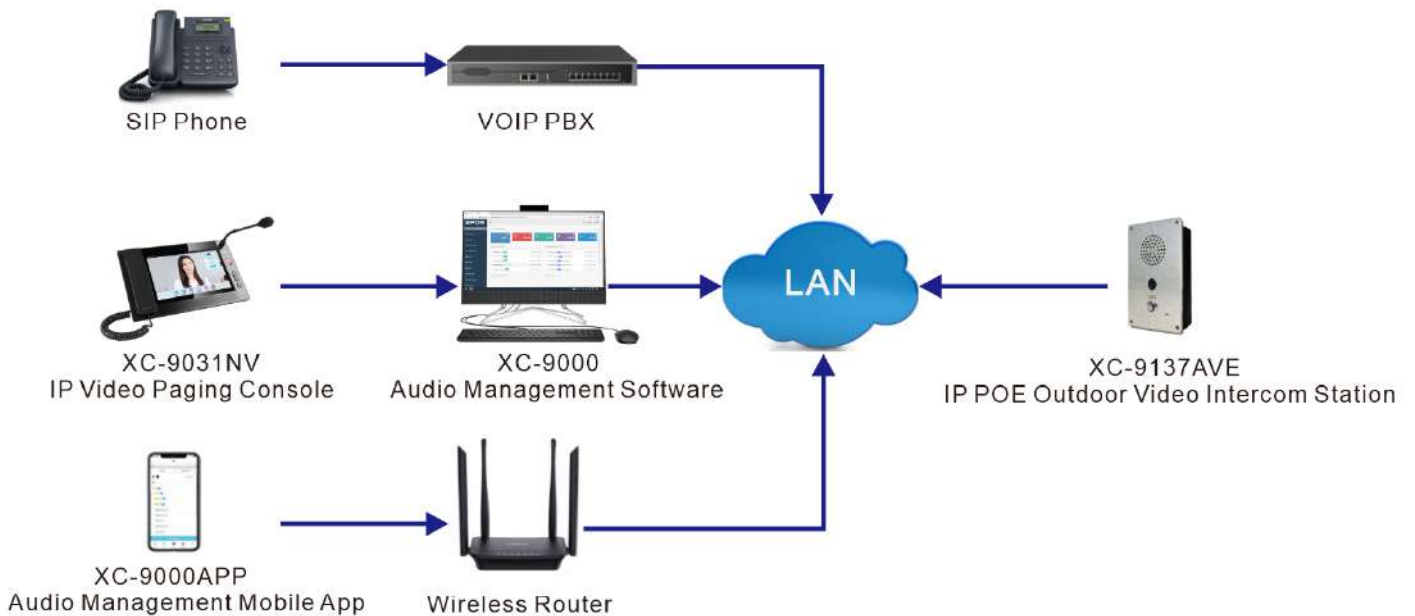 SIP Phone
VOIP PBX
LAN
XC-9031NV
IP Video Paging Console
XC-9000
Audio Management Software
XC-9137AVE
IP POE Outdoor Video Intercom Station
XC-9000APP
Audio Management Mobile App
Wireless Router